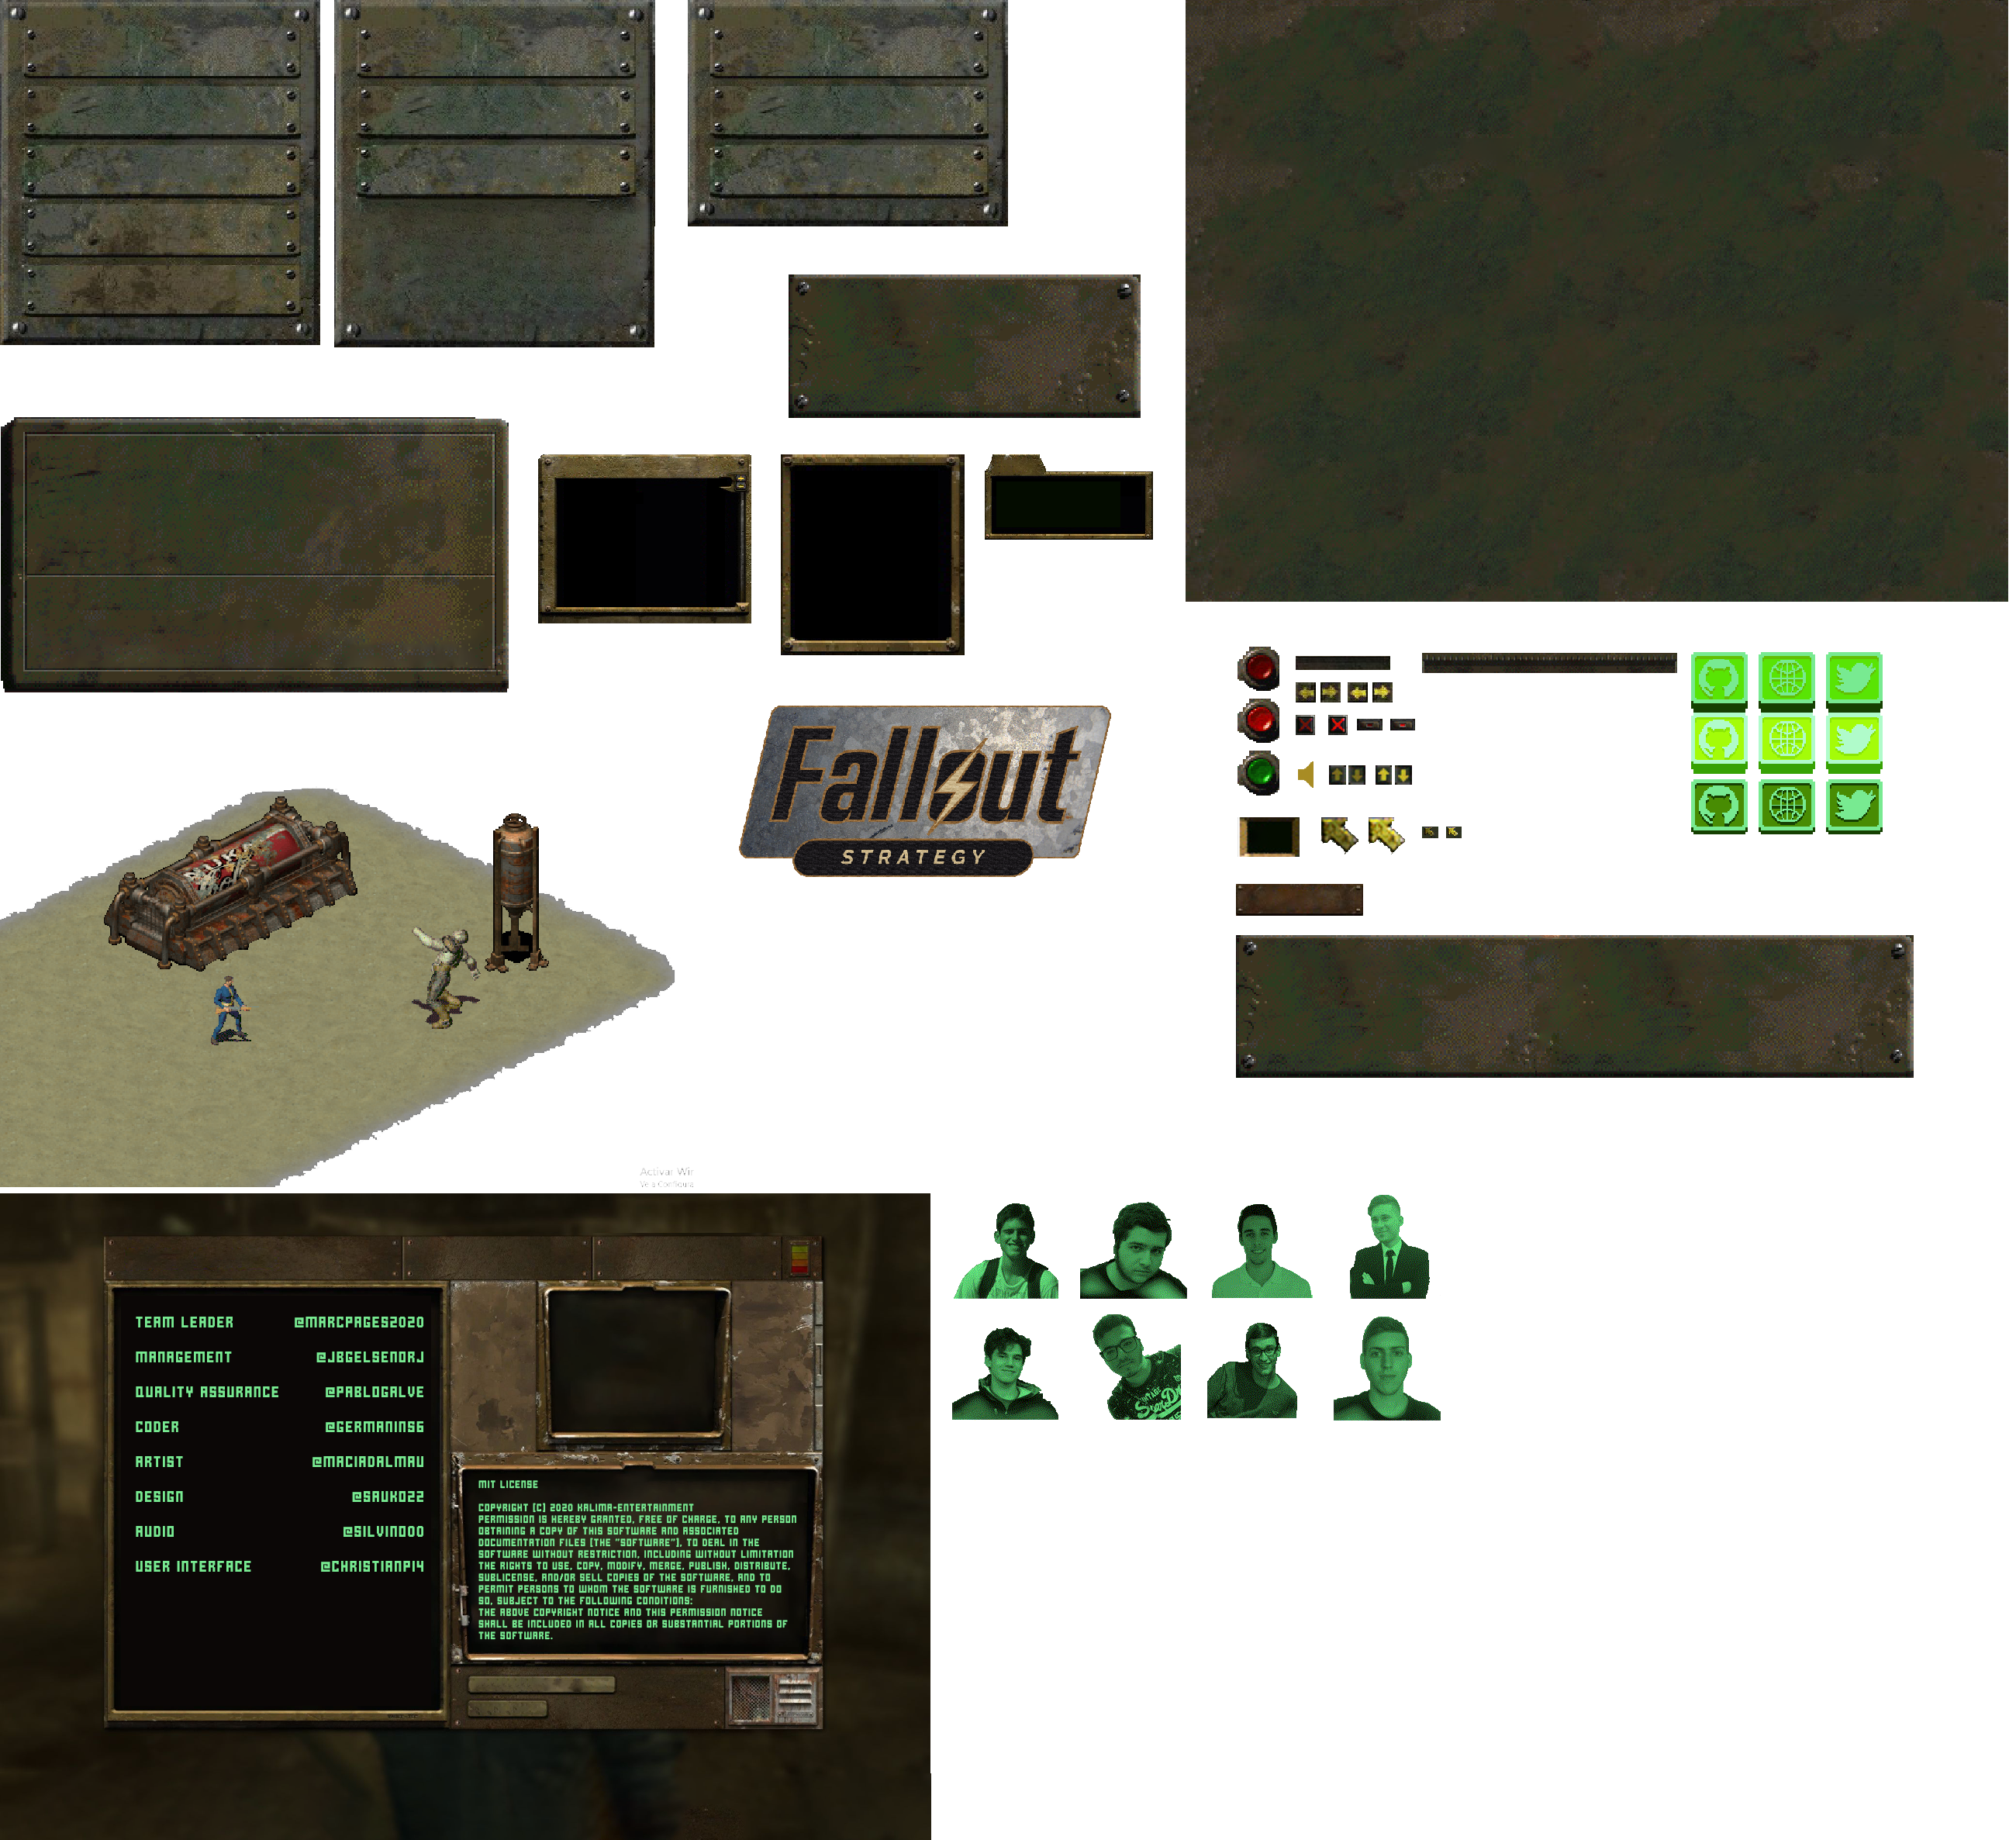 Fallout
STRATEGY
Activar Win
TEAM LEADER @MARCPAGES2020
MANAGEMENT @JBGELSENDRJ
QUALITY ASSURANCE @PABLOGALVE
CODER @GERMANINS6
ARTIST @MACIADALMAU
DESIGN @SAUKO22
AUDIO @SILVINO00
USER INTERFACE @CHRISTIANPI4
MIT LICENSE
COPYRIGHT [C] 2020 KALIMA-ENTERTAINMENT
PERMISSION IS HEREBY GRANTED, FREE OF CHARGE, TO ANY PERSON
OBTAINING A COPY OF THIS SOFTWARE AND ASSOCIATED
DOCUMENTATION FILES [THE "SOFTWARE"], TO DEAL IN THE
SOFTWARE WITHOUT RESTRICTION, INCLUDING WITHOUT LIMITATION
THE RIGHTS TO USE, COPY, MODIFY, MERGE, PUBLISH, DISTRIBUTE,
SUBLICENSE, AND/OR SELL COPIES OF THE SOFTWARE, AND TO
PERMIT PERSONS TO WHOM THE SOFTWARE IS FURNISHED TO DO
SO, SUBJECT TO THE FOLLOWING CONDITIONS:
THE ABOVE COPYRIGHT NOTICE AND THIS PERMISSION NOTICE
SHALL BE INCLUDED IN ALL COPIES OR SUBSTANTIAL PORTIONS OF
THE SOFTWARE.